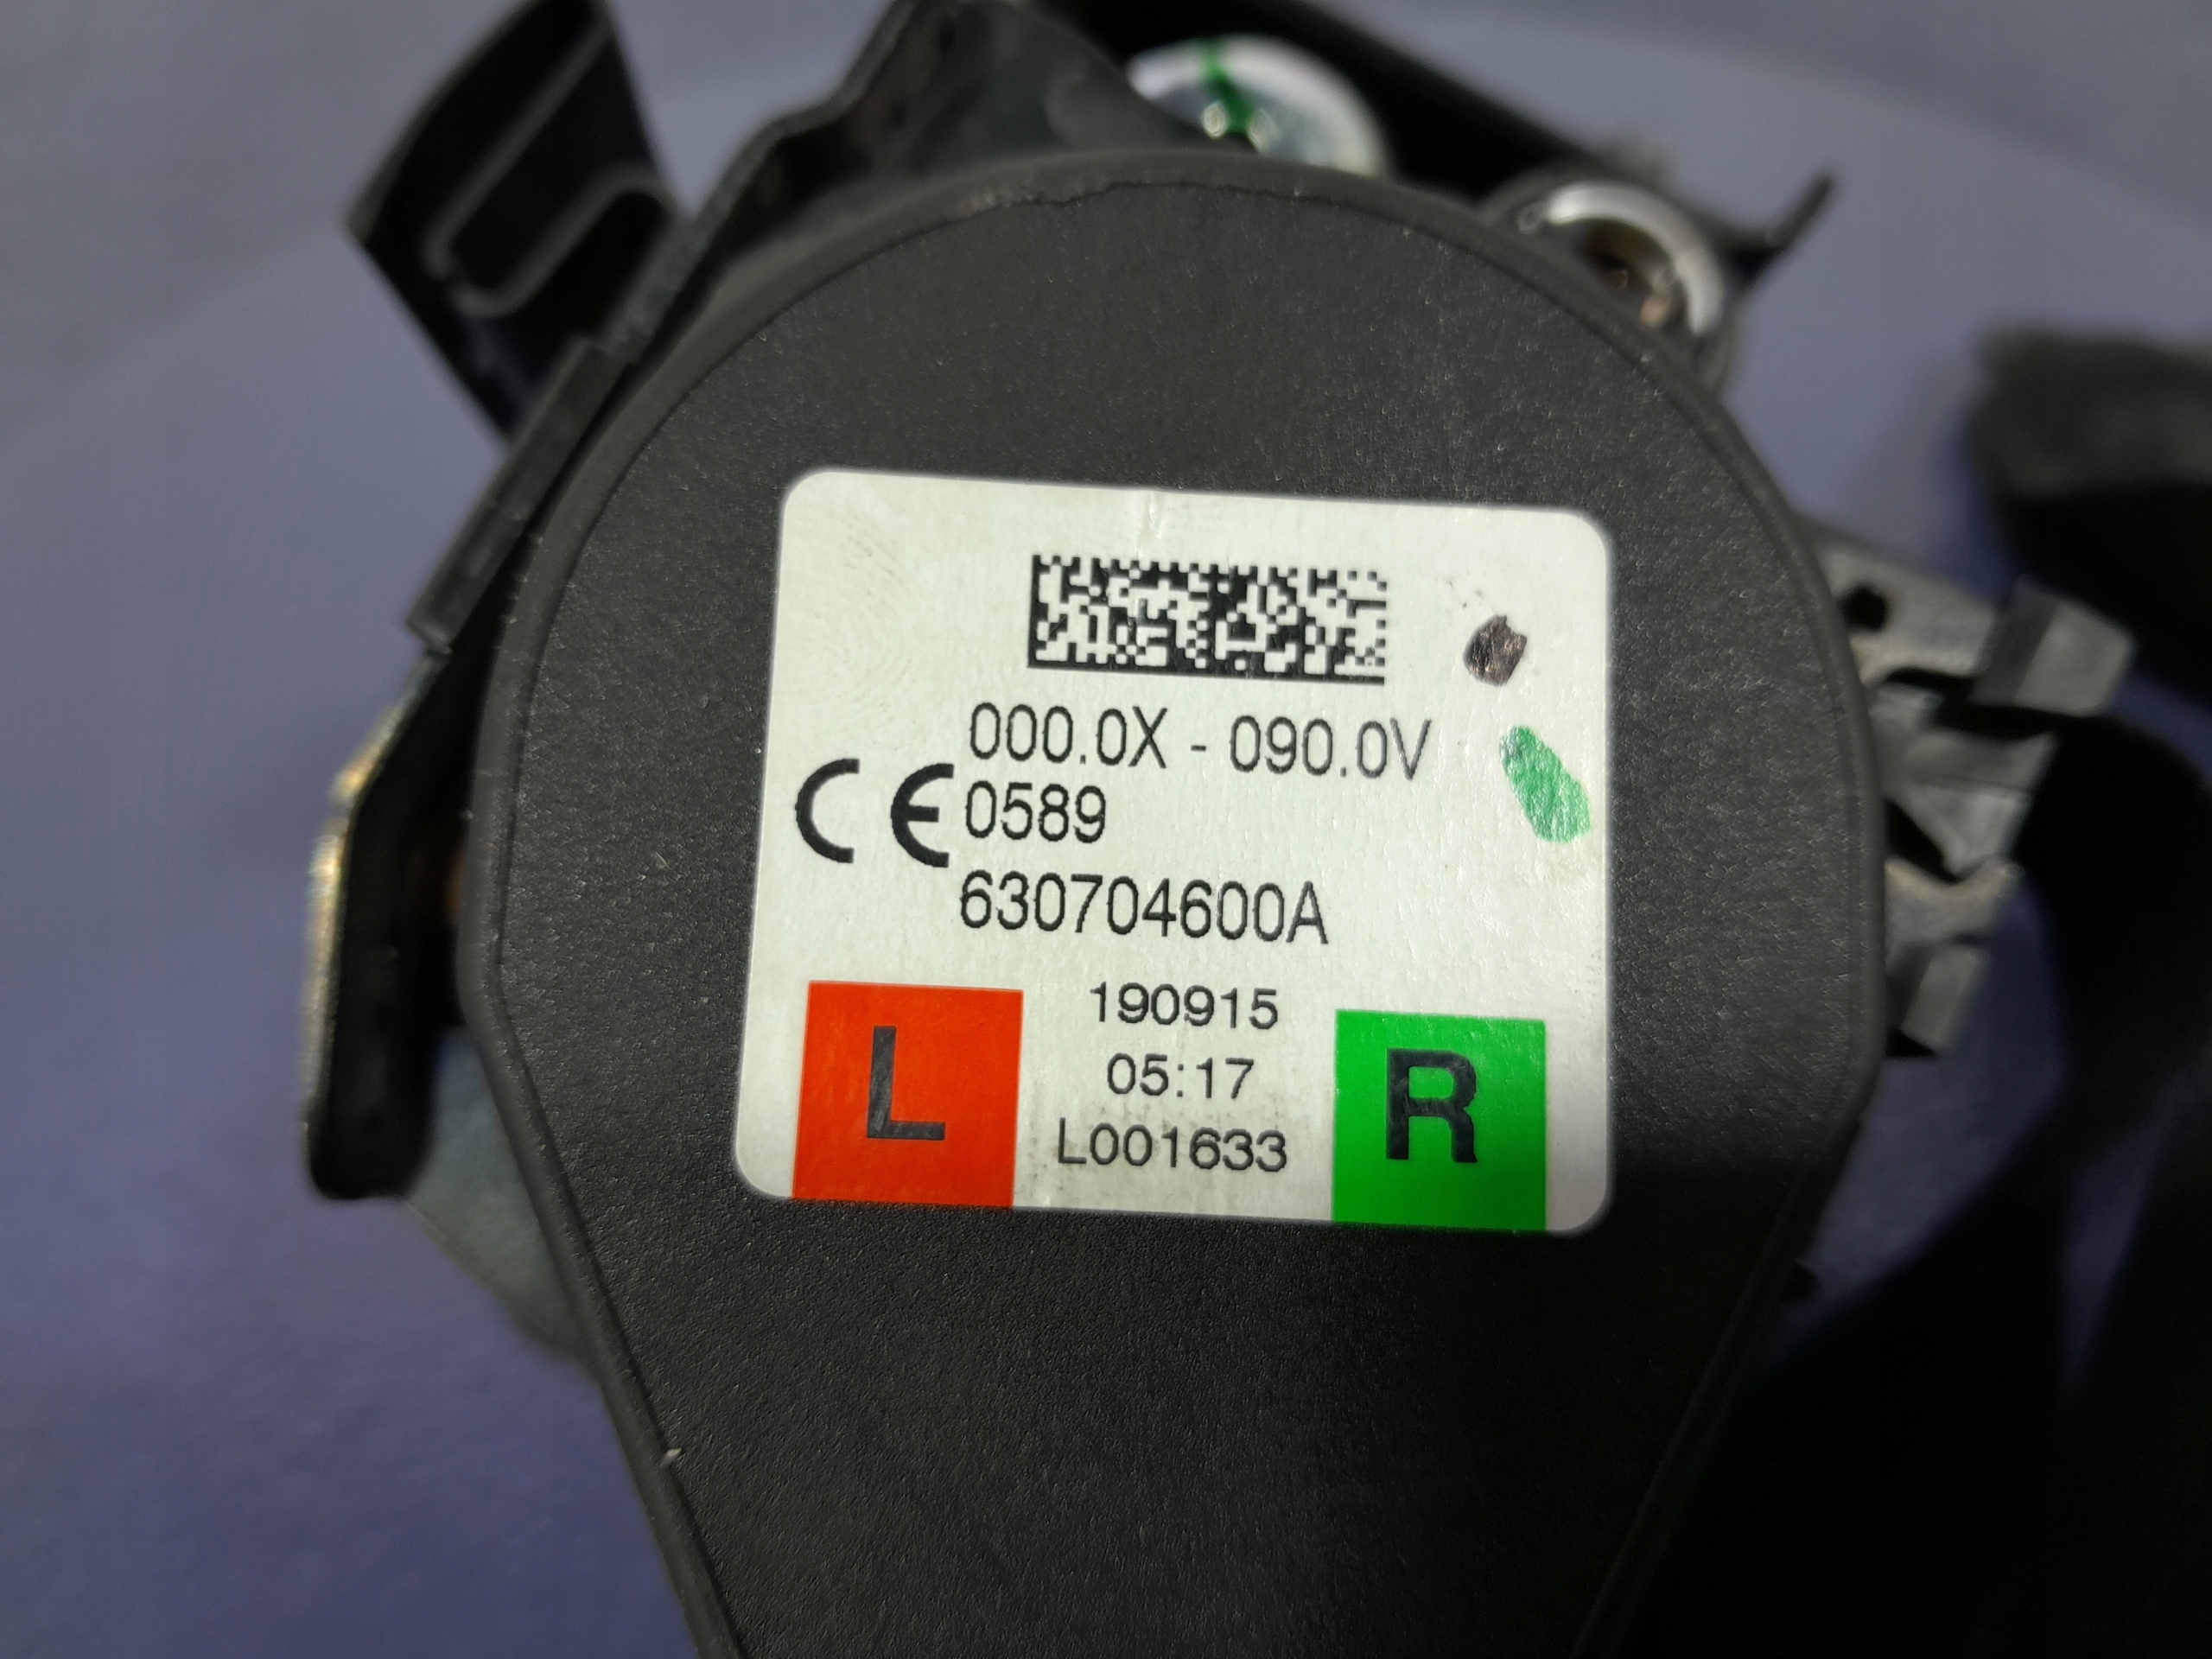 000.0X - 090.0V
CE 0589
630704600A
190915
L 05:17 R
L001633